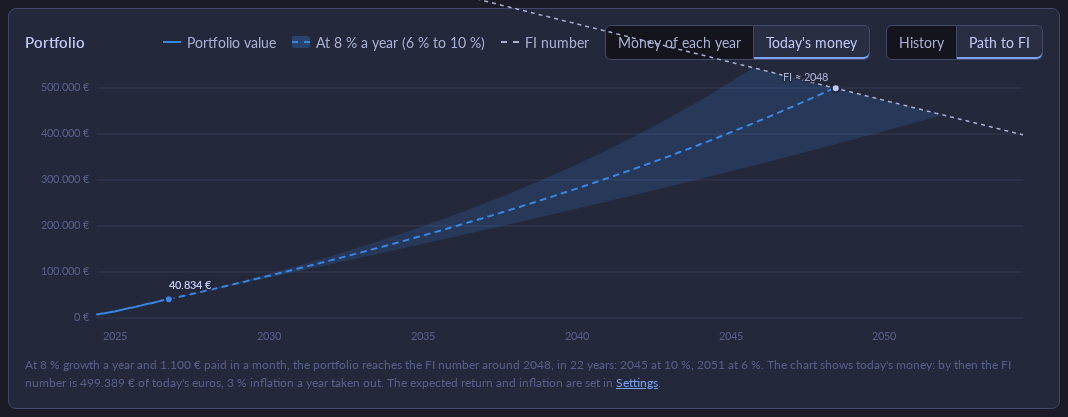 Portfolio
Portfolio value
At 8 % a year (6 % to 10 %)
FI number
Money of each year
Today's money
History
Path to FI
FI ≈ 2048
500.000 €
400.000 €
300.000 €
200.000 €
100.000 €
0 €
40.834 €
2025 2030 2035 2040 2045 2050
At 8 % growth a year and 1.100 € paid in a month, the portfolio reaches the FI number around 2048, in 22 years: 2045 at 10 %, 2051 at 6 %. The chart shows today's money: by then the FI
number is 499.389 € of today's euros, 3 % inflation a year taken out. The expected return and inflation are set in Settings.